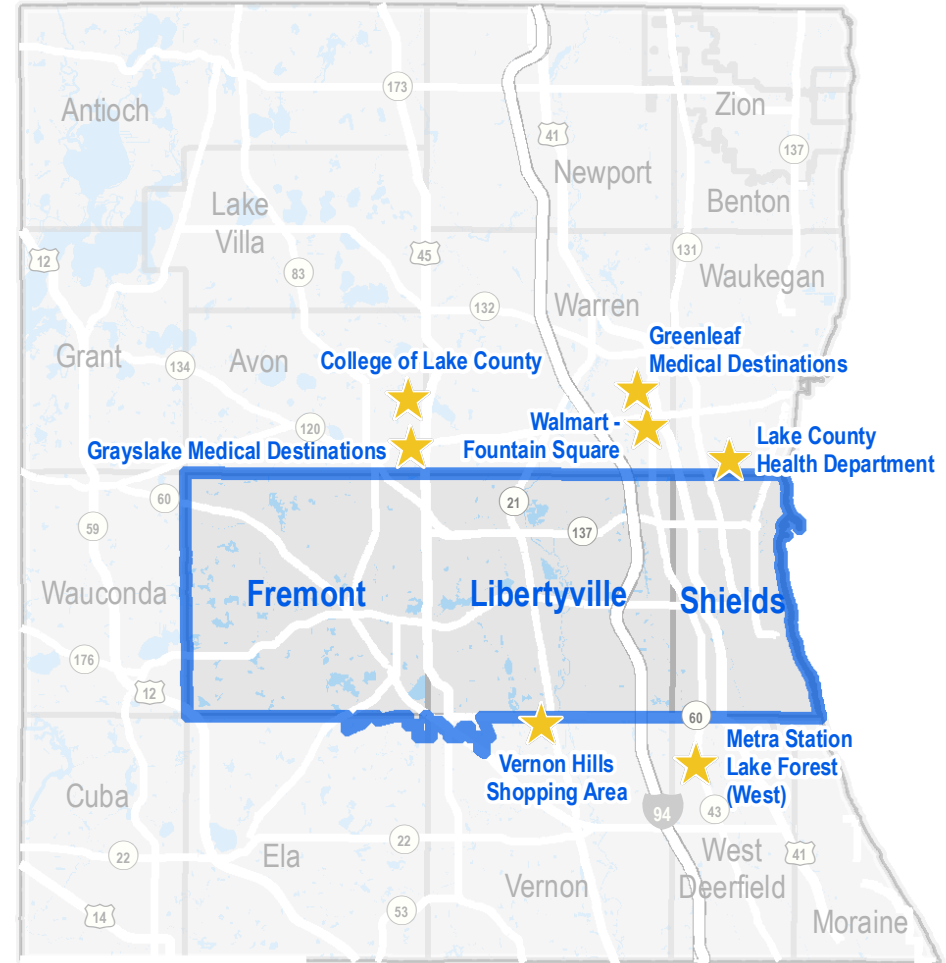 173
Antioch
Zion
41
137
Newport
Benton
Lake
Villa
131
12
45
83
Waukegan
132
Warren
Greenleaf
Medical Destinations
Grant
134
Avon
College of Lake County
120
Walmart -
Fountain Square
Lake County
Health Department
Grayslake Medical Destinations
60
21
59
137
Wauconda
Fremont
Libertyville
Shields
176
12
60
Metra Station
Lake Forest
(West)
Vernon Hills
Shopping Area
Cuba
94
43
22
Ela
22
West
Deerfield
41
Vernon
14
53
Moraine